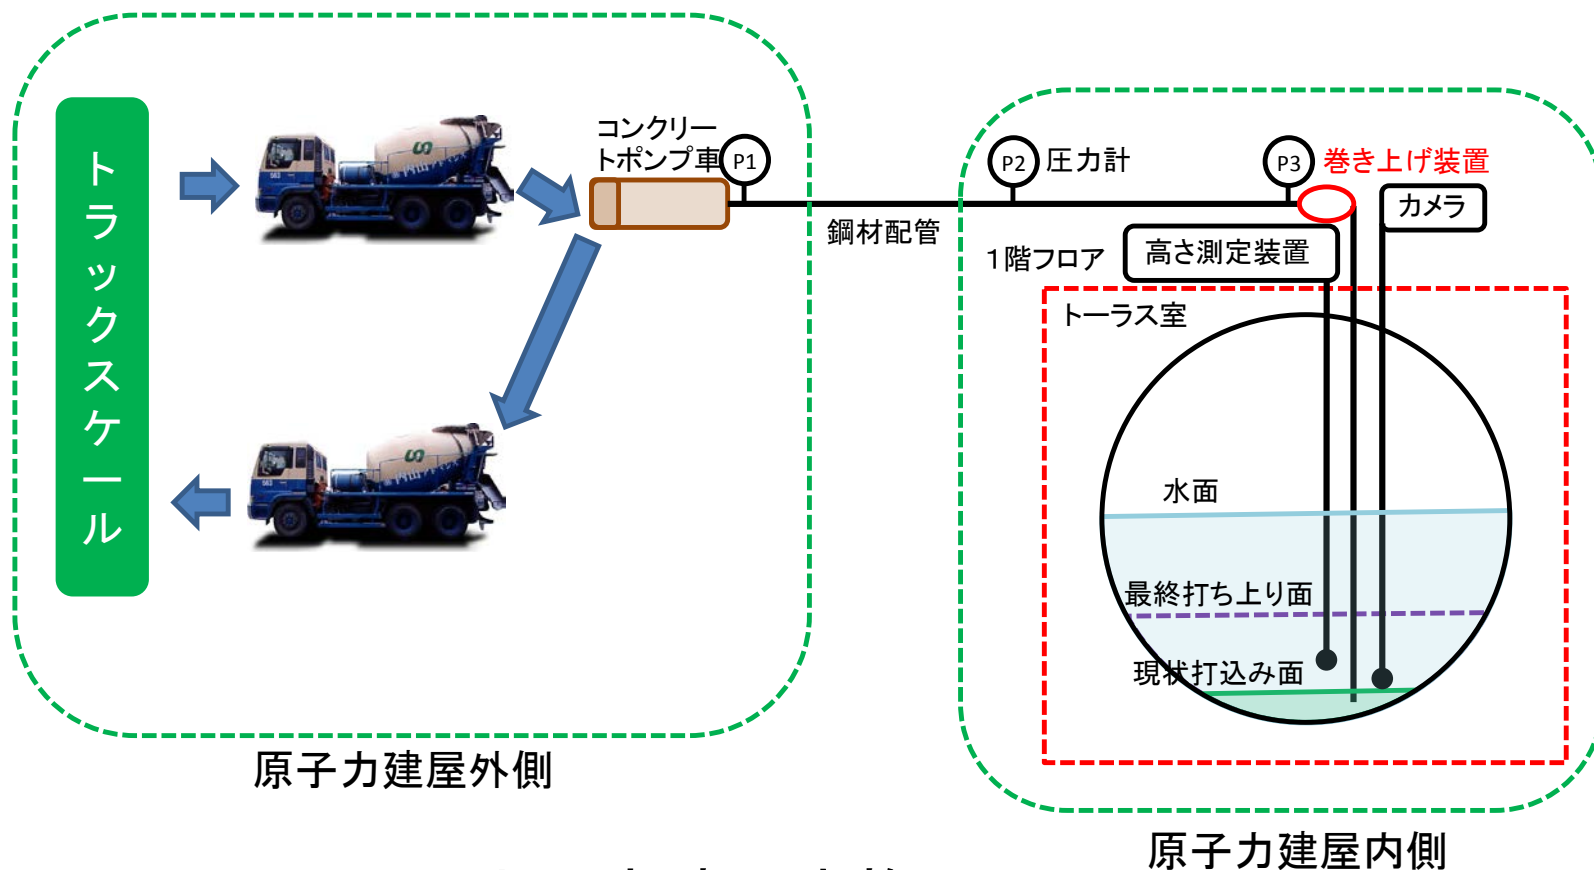 トラックスケール
コンクリー
トポンプ車
P1
鋼材配管
P2
圧力計
P3
巻き上げ装置
カメラ
1階フロア
高さ測定装置
トーラス室
水面
最終打ち上り面
現状打込み面
原子力建屋外側
原子力建屋内側